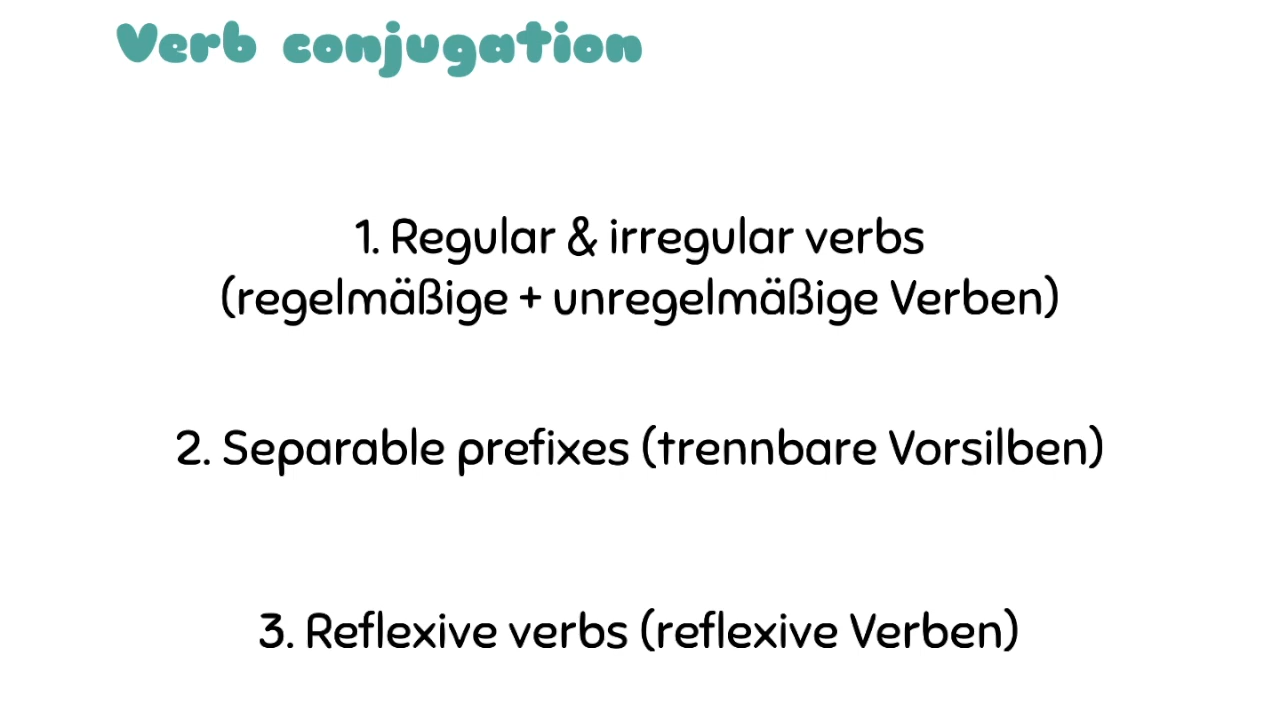 Verb conjugation
1. Regular & irregular verbs
(regelmäßige + unregelmäßige Verben)
2. Separable prefixes (trennbare Vorsilben)
3. Reflexive verbs (reflexive Verben)